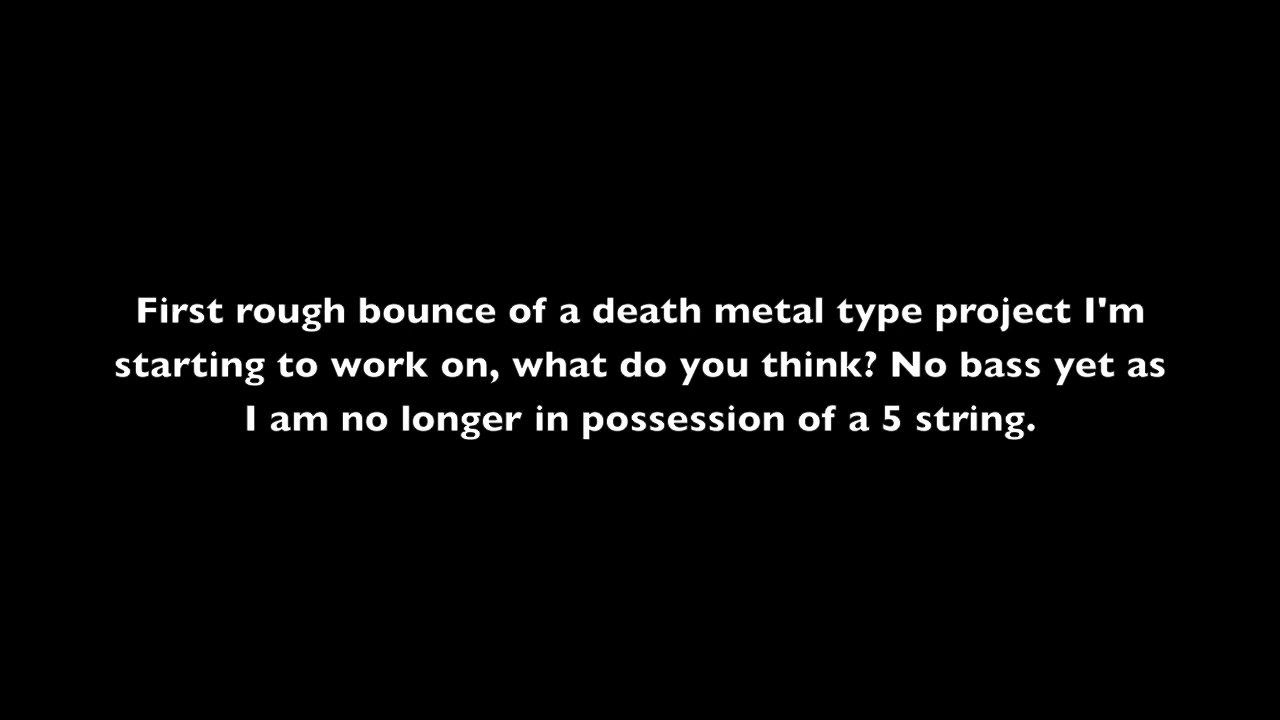 First rough bounce of a death metal type project I'm
starting to work on, what do you think? No bass yet as
I am no longer in possession of a 5 string.